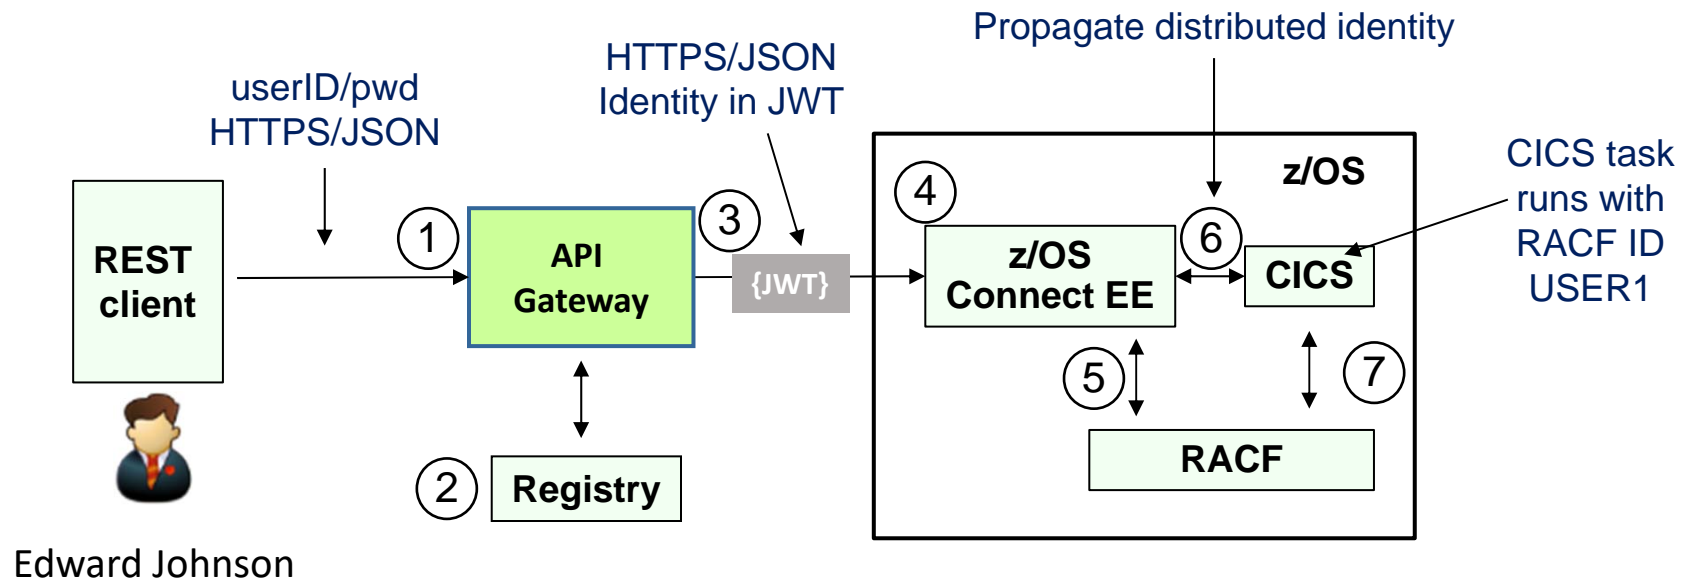 Propagate distributed identity
HTTPS/JSON
Identity in JWT
userID/pwd
HTTPS/JSON
z/OS
CICS task
runs with
RACF ID
USER1
REST
client
1
API
Gateway
3
{JWT}
4
z/OS
Connect EE
6
CICS
5
7
RACF
2
Registry
Edward Johnson